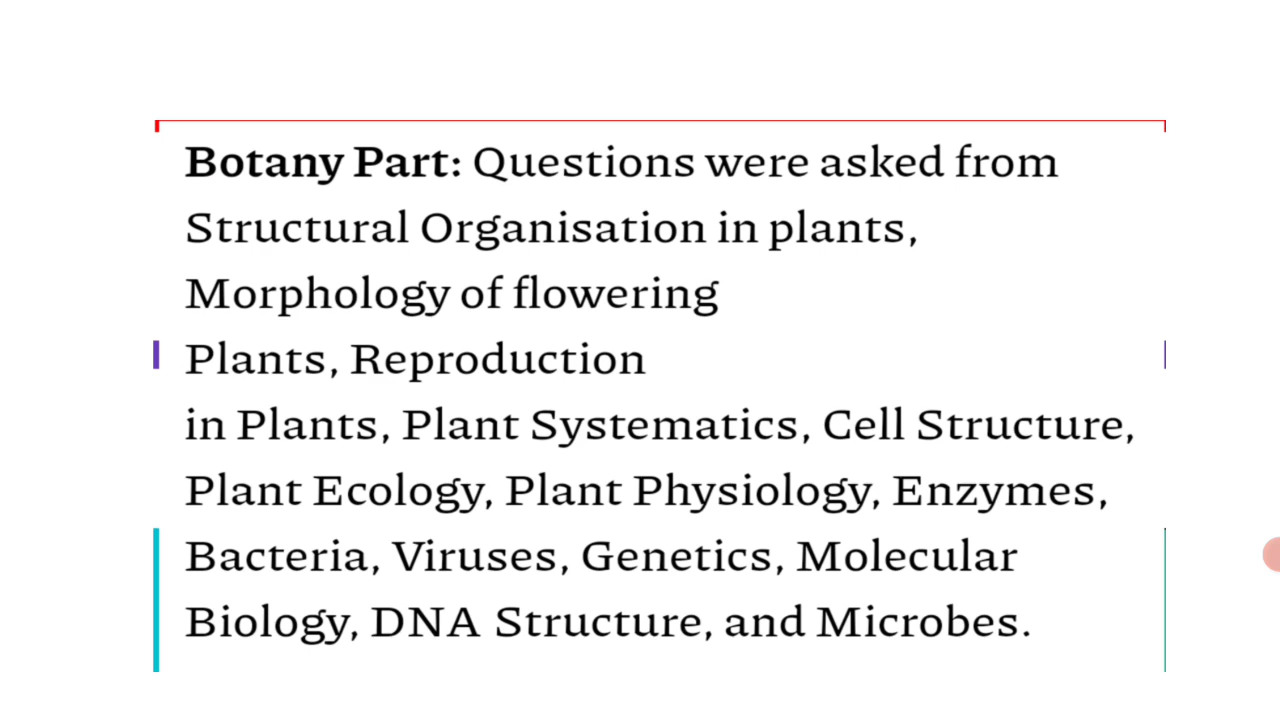 Botany Part: Questions were asked from
Structural Organisation in plants,
Morphology of flowering
Plants, Reproduction
in Plants, Plant Systematics, Cell Structure,
Plant Ecology, Plant Physiology, Enzymes,
Bacteria, Viruses, Genetics, Molecular
Biology, DNA Structure, and Microbes.